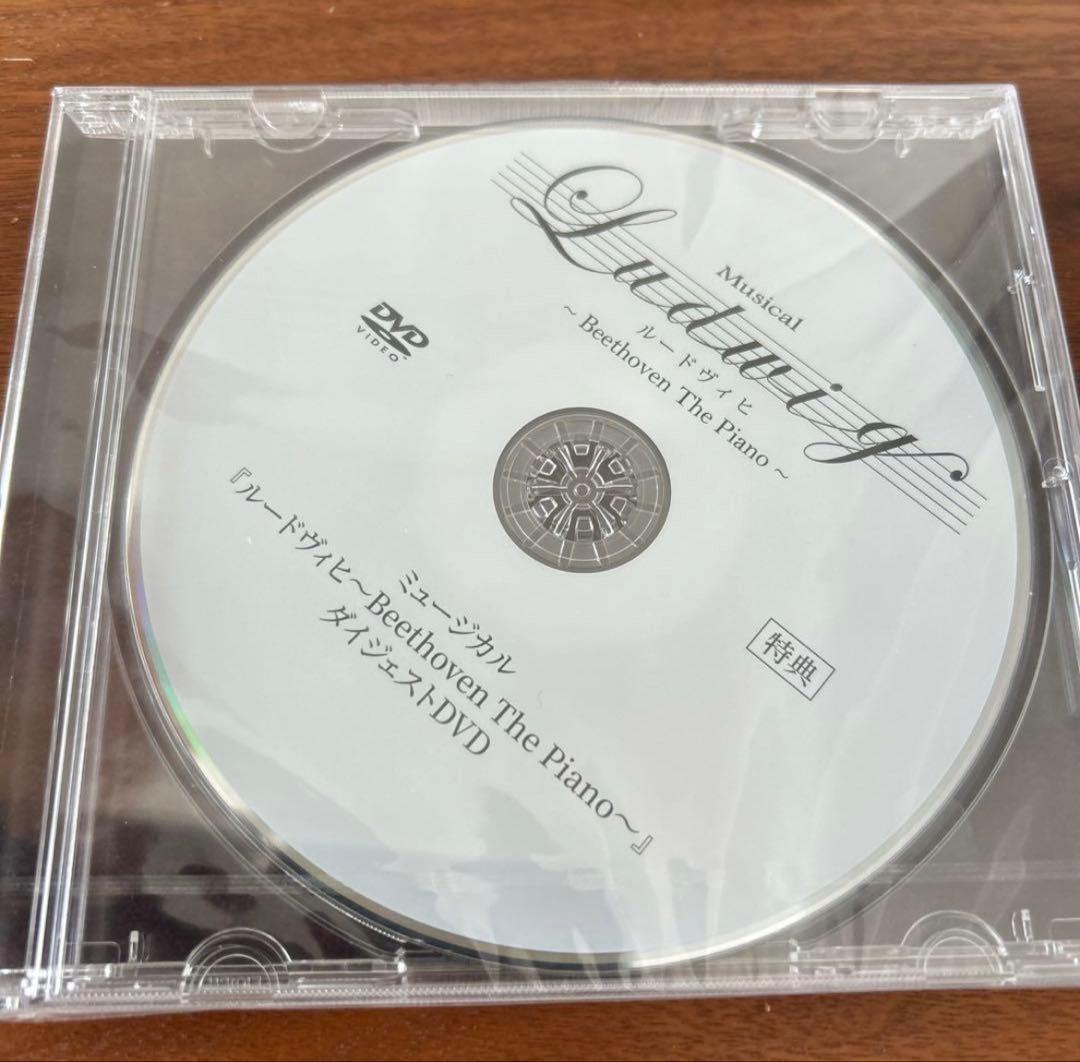 Musical
Ludwig
ルードヴィヒ
~ Beethoven The Piano ~
DVD
VIDEO
特典
ミュージカル
『ルードヴィヒ～Beethoven The Piano～』
ダイジェストDVD